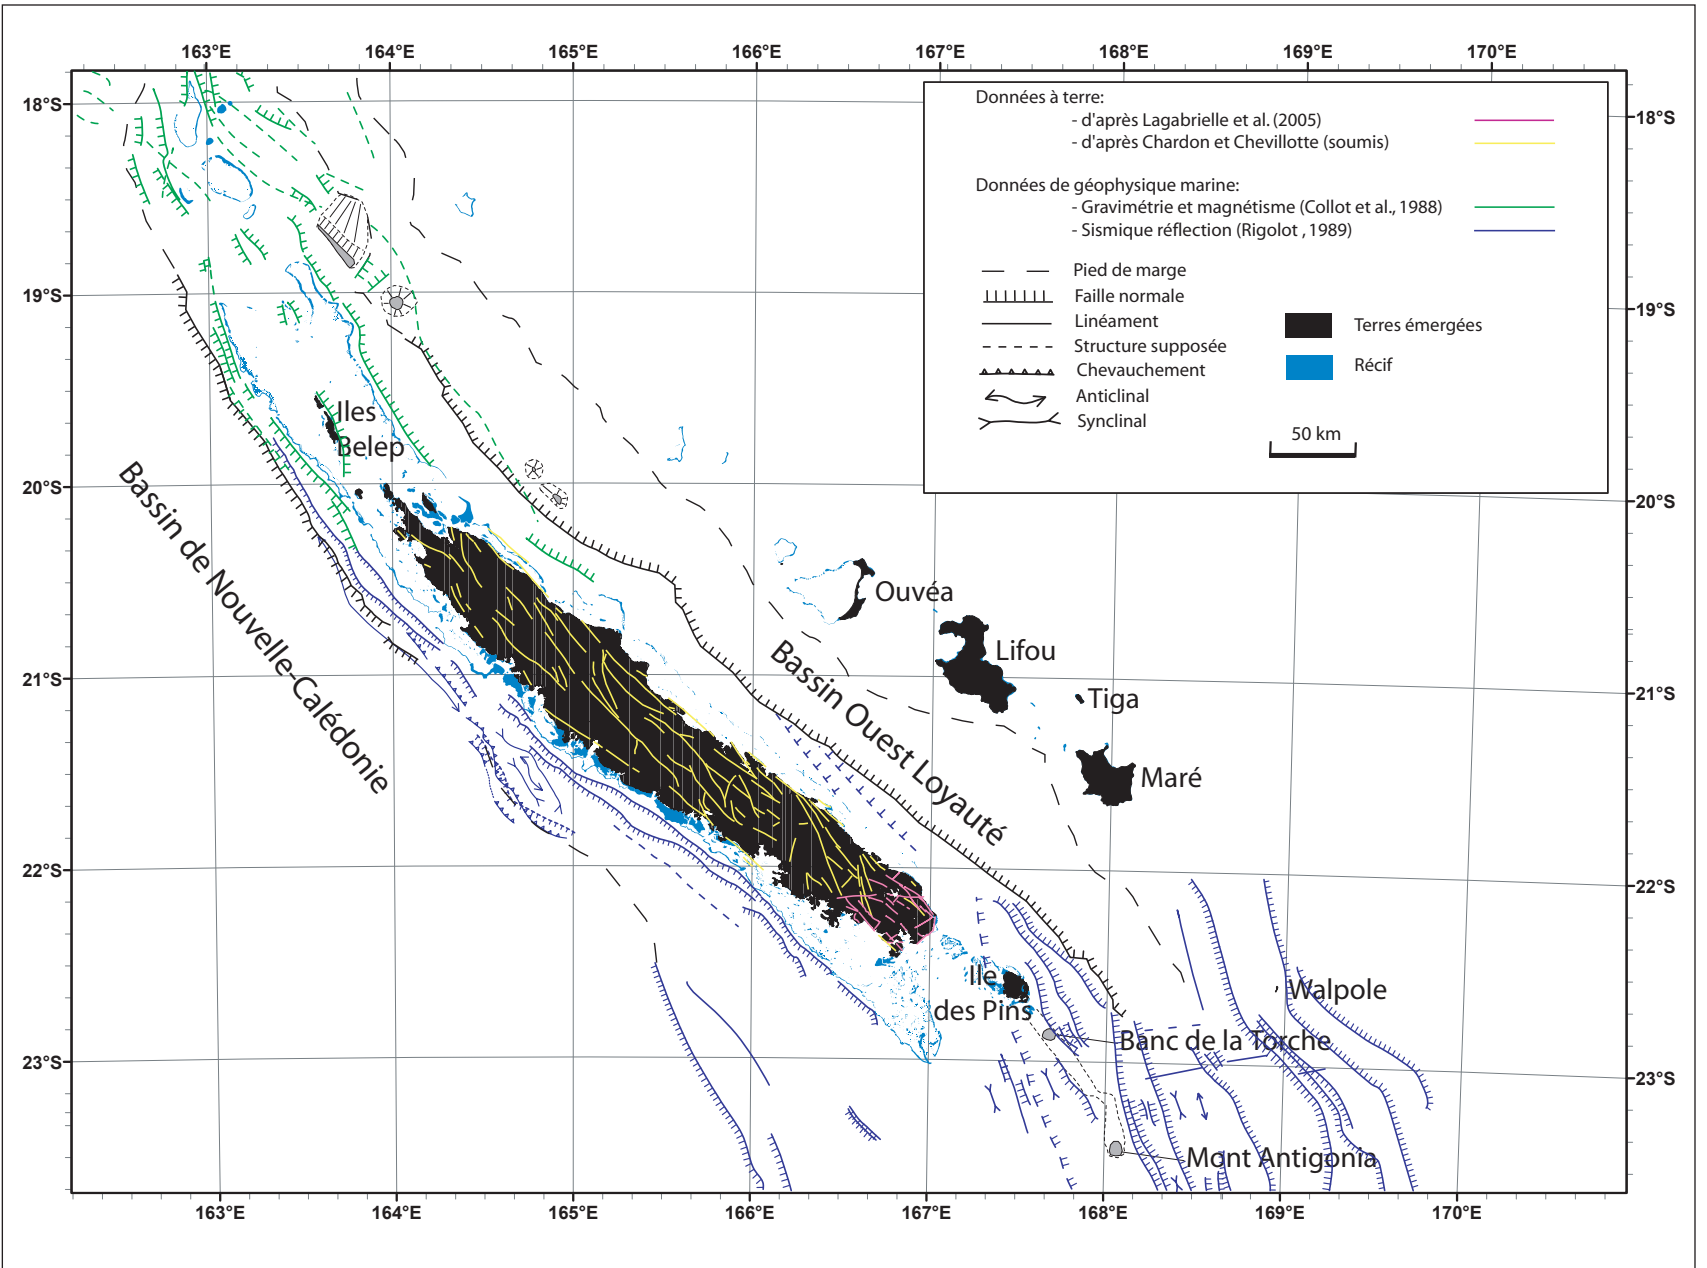 163°E 164°E 165°E 166°E 167°E 168°E 169°E 170°E
18°S
19°S
20°S
21°S
22°S
23°S
18°S
19°S
20°S
21°S
22°S
23°S
Données à terre:
- d'après Lagabrielle et al. (2005)
- d'après Chardon et Chevillotte (soumis)
Données de géophysique marine:
- Gravimétrie et magnétisme (Collot et al., 1988)
- Sismique réflection (Rigolot , 1989)
Pied de marge
Faille normale
Linéament
Structure supposée
Chevauchement
Anticlinal
Synclinal
Terres émergées
Récif
50 km
Iles
Belep
Bassin de Nouvelle-Calédonie
Bassin Ouest Loyauté
Ouvéa
Lifou
Tiga
Maré
Ile
des Pins
Walpole
Banc de la Torche
Mont Antigonia
163°E 164°E 165°E 166°E 167°E 168°E 169°E 170°E